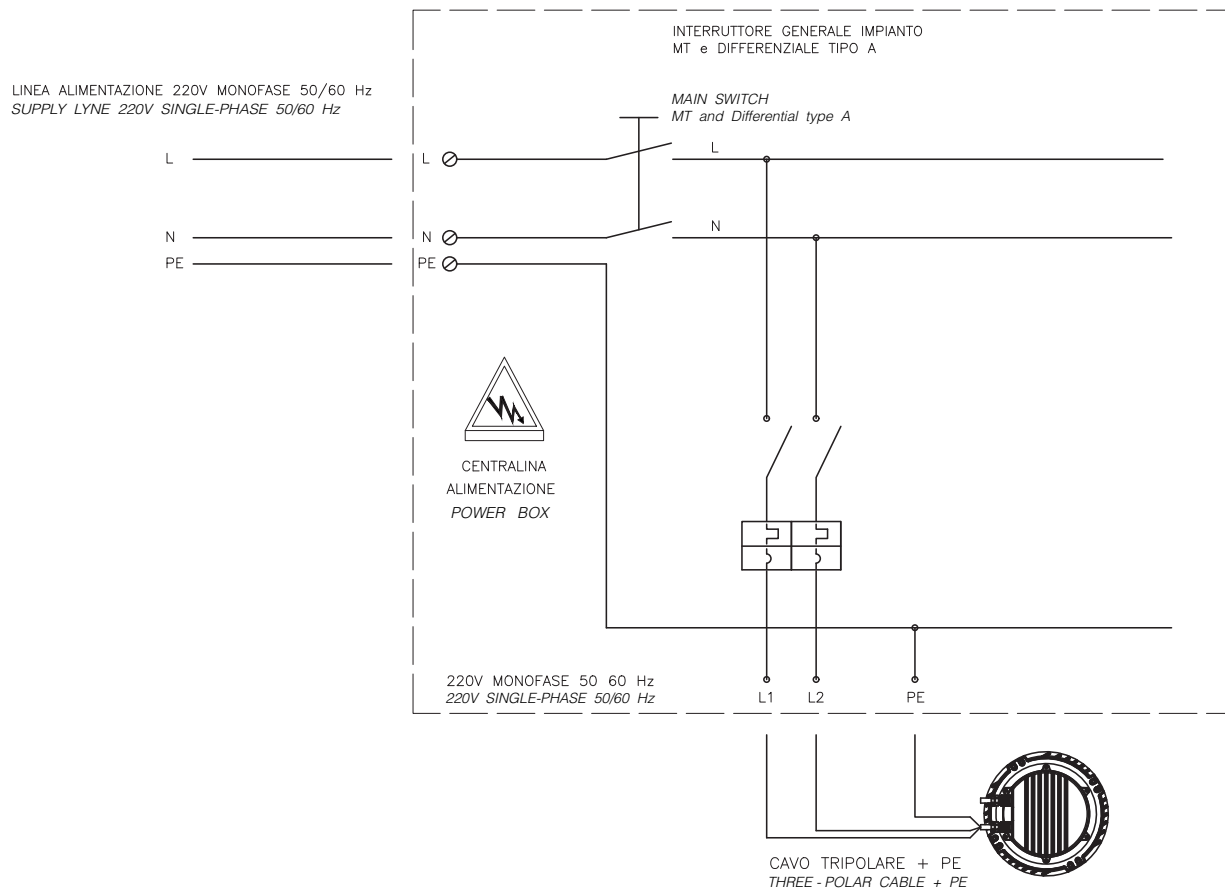 INTERRUTTORE GENERALE IMPIANTO
MT e DIFFERENZIALE TIPO A
LINEA ALIMENTAZIONE 220V MONOFASE 50/60 Hz
SUPPLY LYNE 220V SINGLE-PHASE 50/60 Hz
MAIN SWITCH
MT and Differential type A
L
L
L
N
N
N
PE
PE
CENTRALINA
ALIMENTAZIONE
POWER BOX
220V MONOFASE 50 60 Hz
220V SINGLE-PHASE 50/60 Hz
L1
L2
PE
CAVO TRIPOLARE + PE
THREE - POLAR CABLE + PE